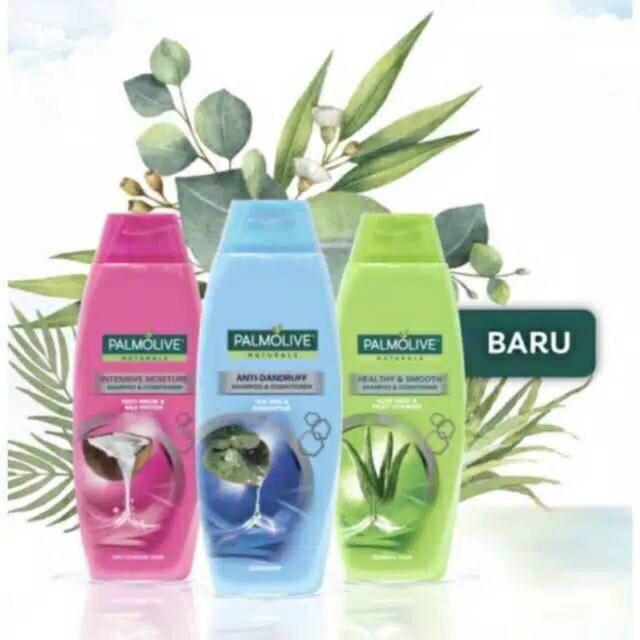 PALMOLIVE
NATURALS
INTENSIVE MOISTURE
SHAMPOO & CONDITIONER
PALMOLIVE
NATURALS
ANTI-DANDRUFF
SHAMPOO & CONDITIONER
EUCALYPTUS
PALMOLIVE
NATURALS
HEALTHY & SMOOTH
SHAMPOO & CONDITIONER
BARU